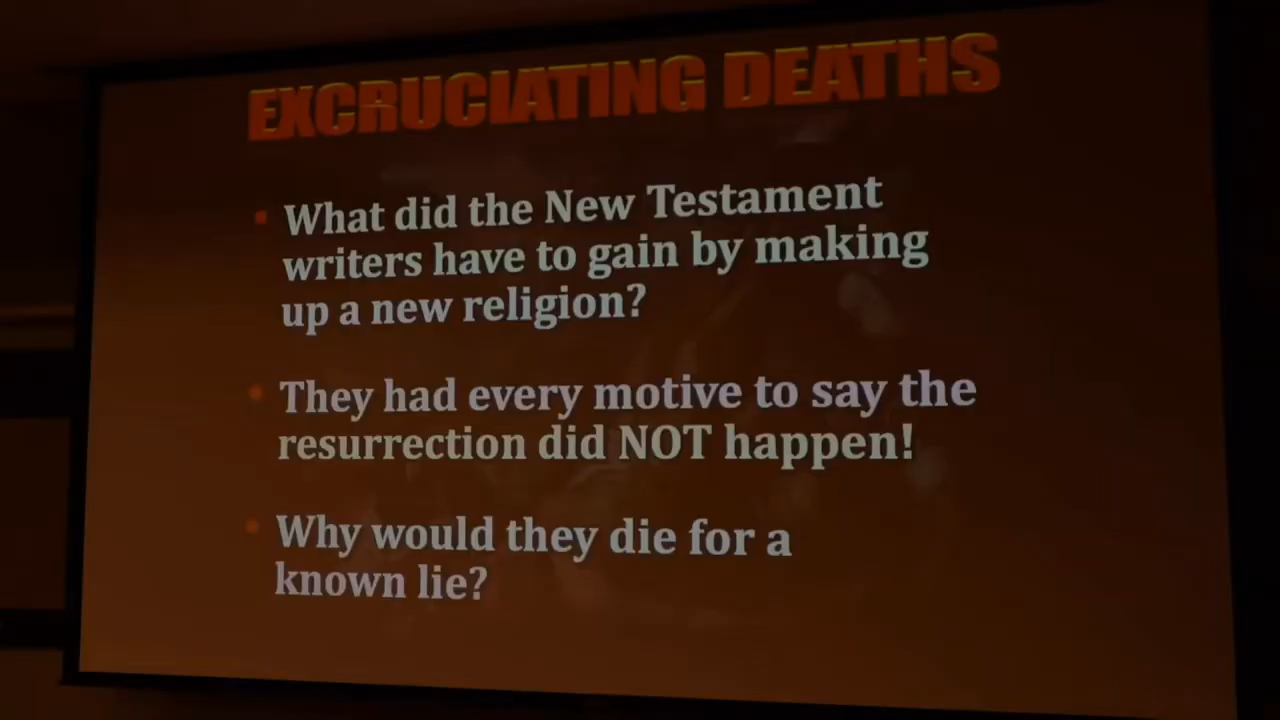 EXCRUCIATING DEATHS
• What did the New Testament
writers have to gain by making
up a new religion?
• They had every motive to say the
resurrection did NOT happen!
• Why would they die for a
known lie?